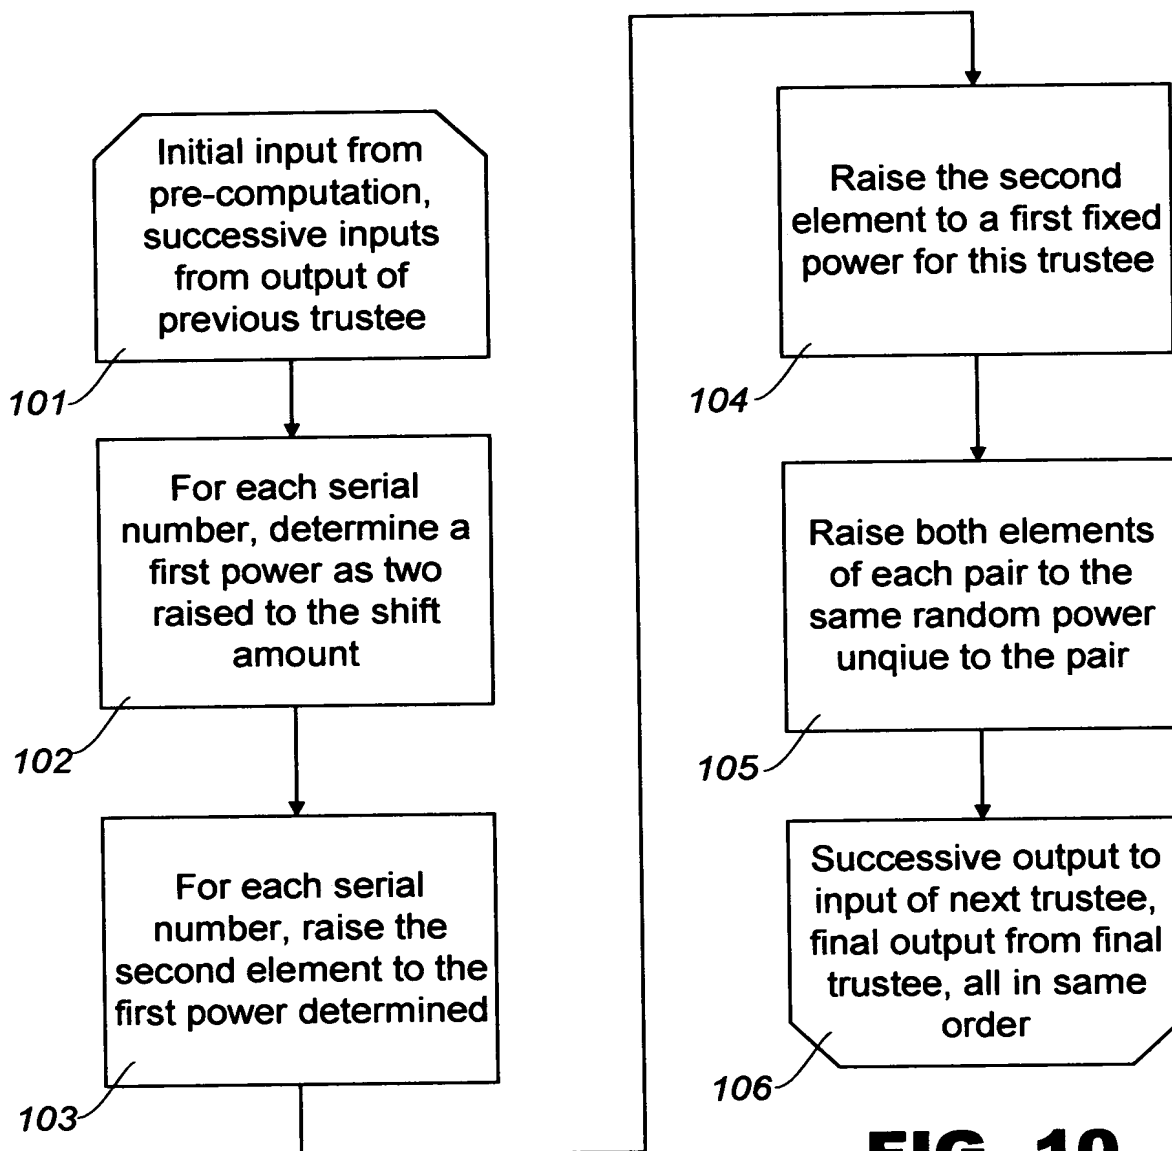 Initial input from
pre-computation,
successive inputs
from output of
previous trustee
101
For each serial
number, determine a
first power as two
raised to the shift
amount
102
For each serial
number, raise the
second element to the
first power determined
103
Raise the second
element to a first fixed
power for this trustee
104
Raise both elements
of each pair to the
same random power
unqiue to the pair
105
Successive output to
input of next trustee,
final output from final
trustee, all in same
order
106
FIG. 10